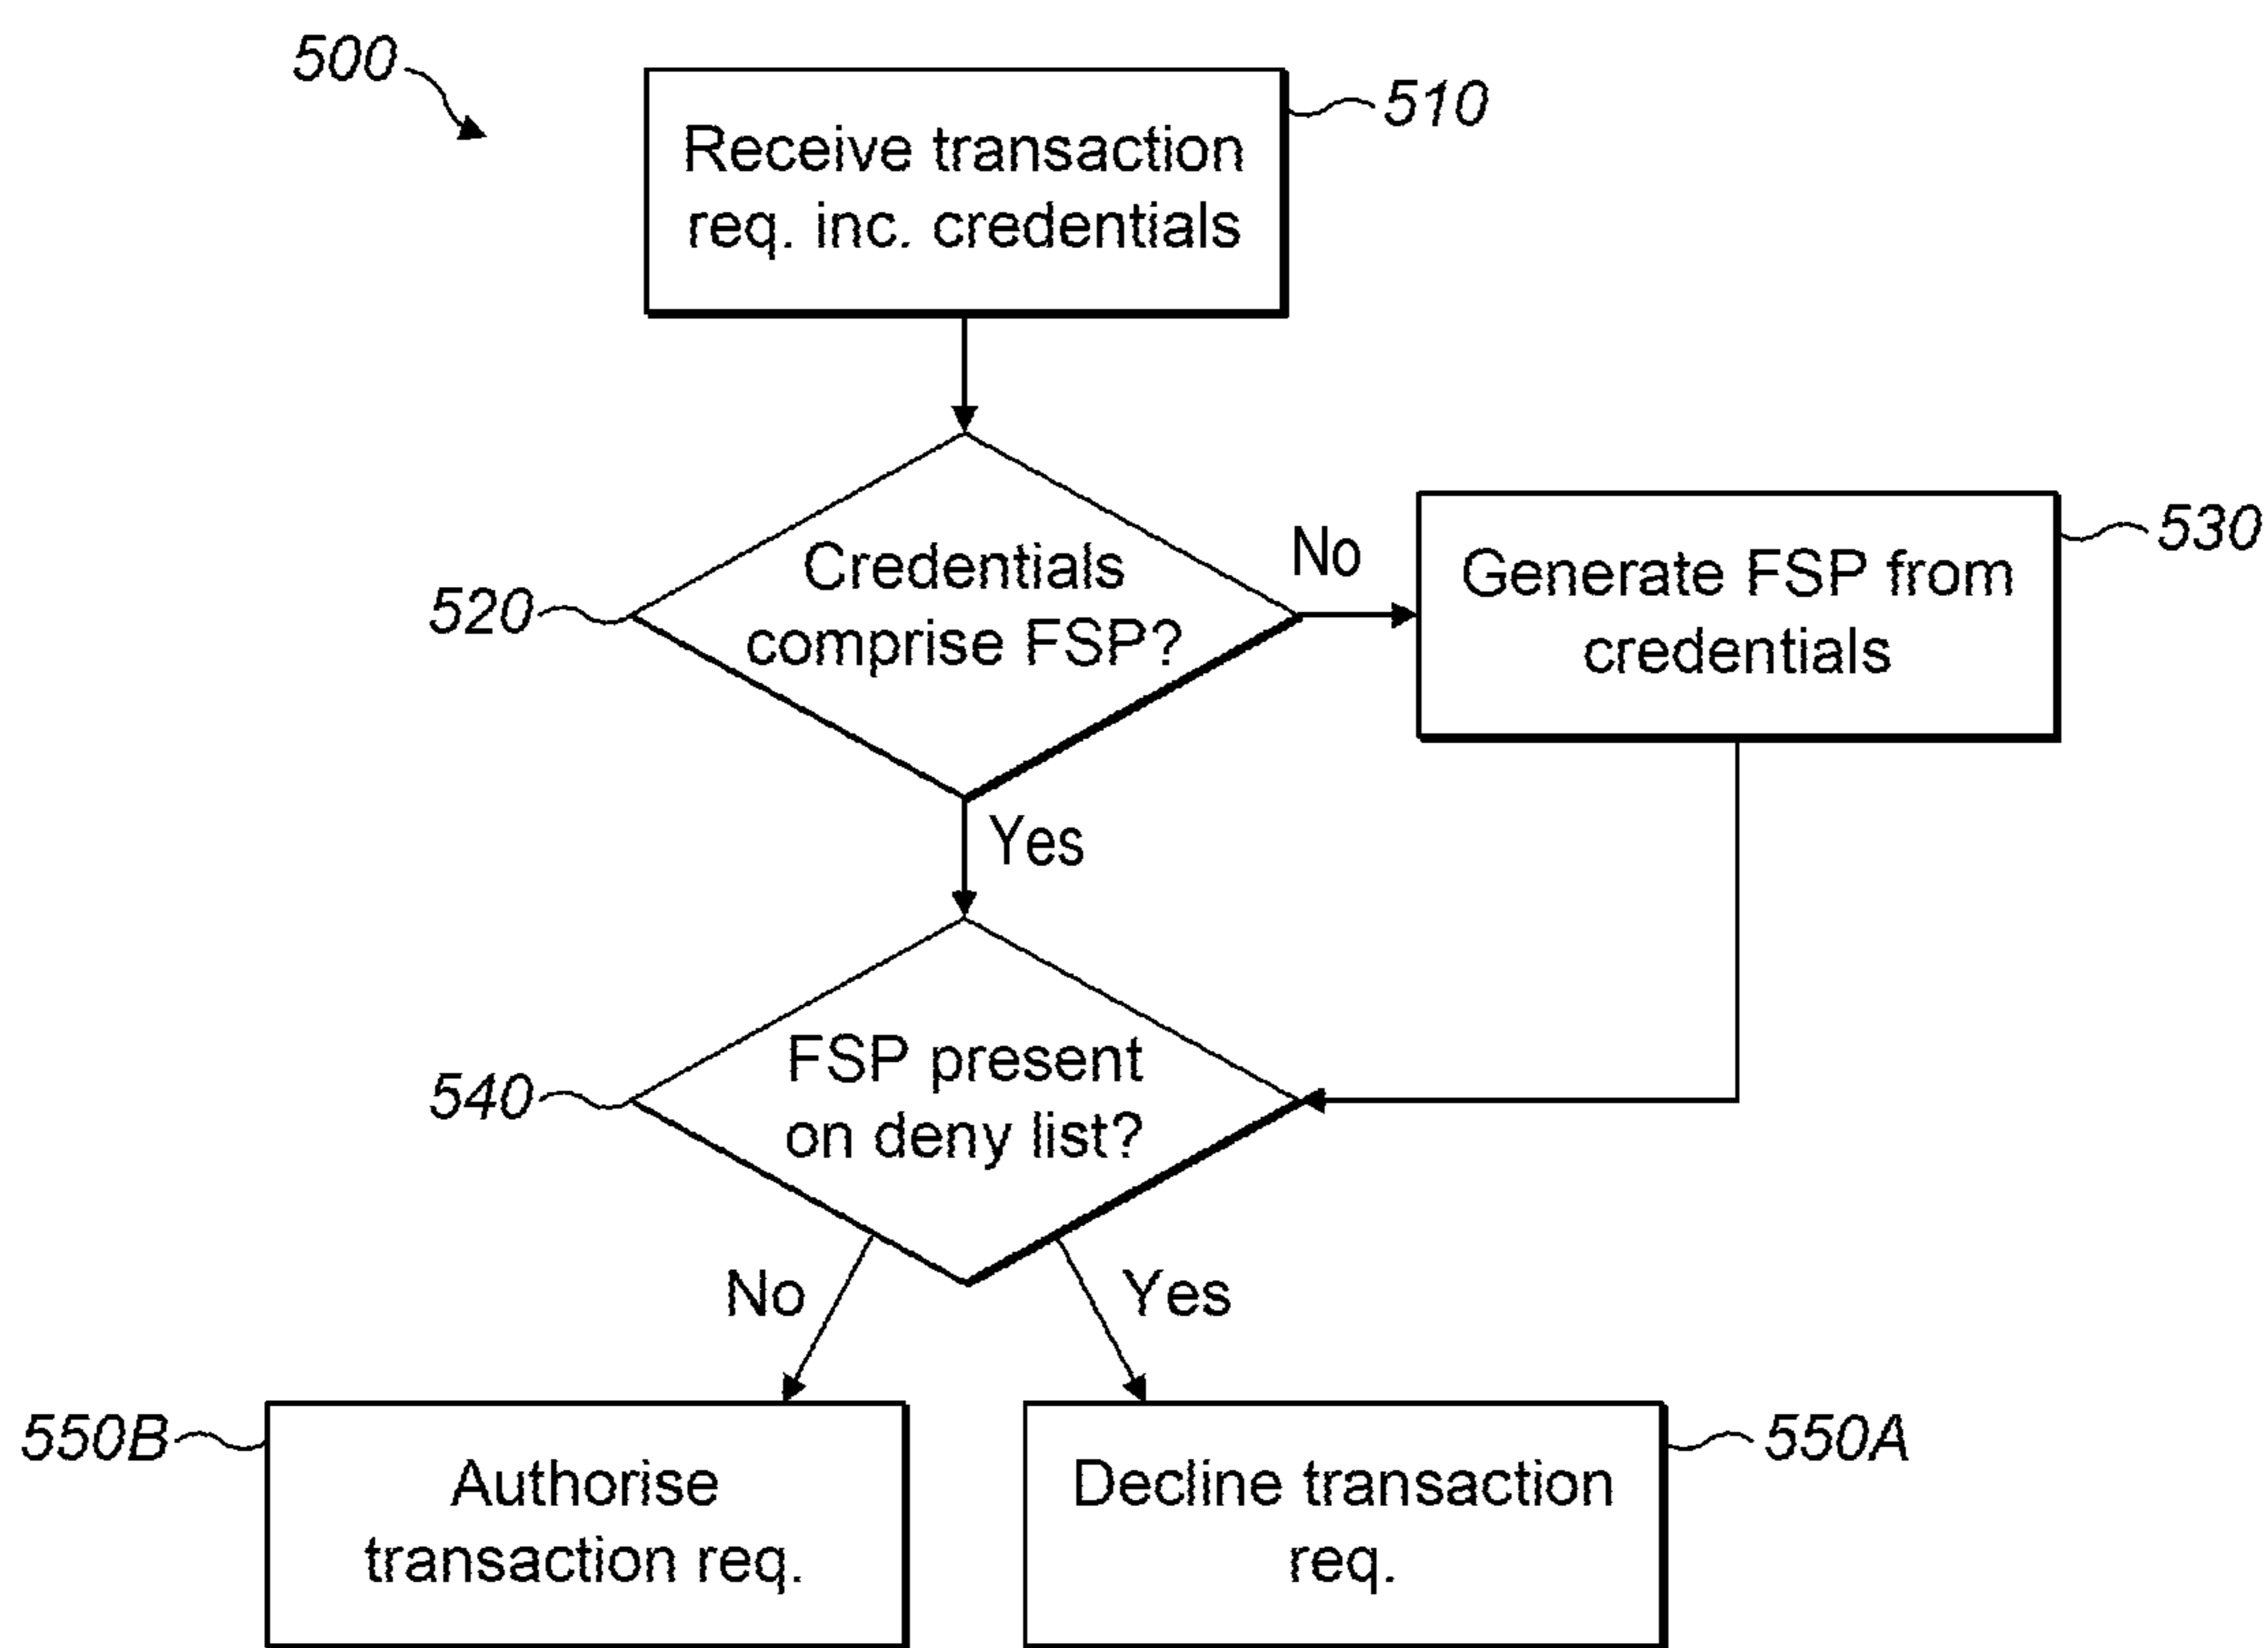 500
510
Receive transaction
req. inc. credentials
520
Credentials
comprise FSP?
No
530
Generate FSP from
credentials
Yes
540
FSP present
on deny list?
No
Yes
550B
Authorise
transaction req.
550A
Decline transaction
req.